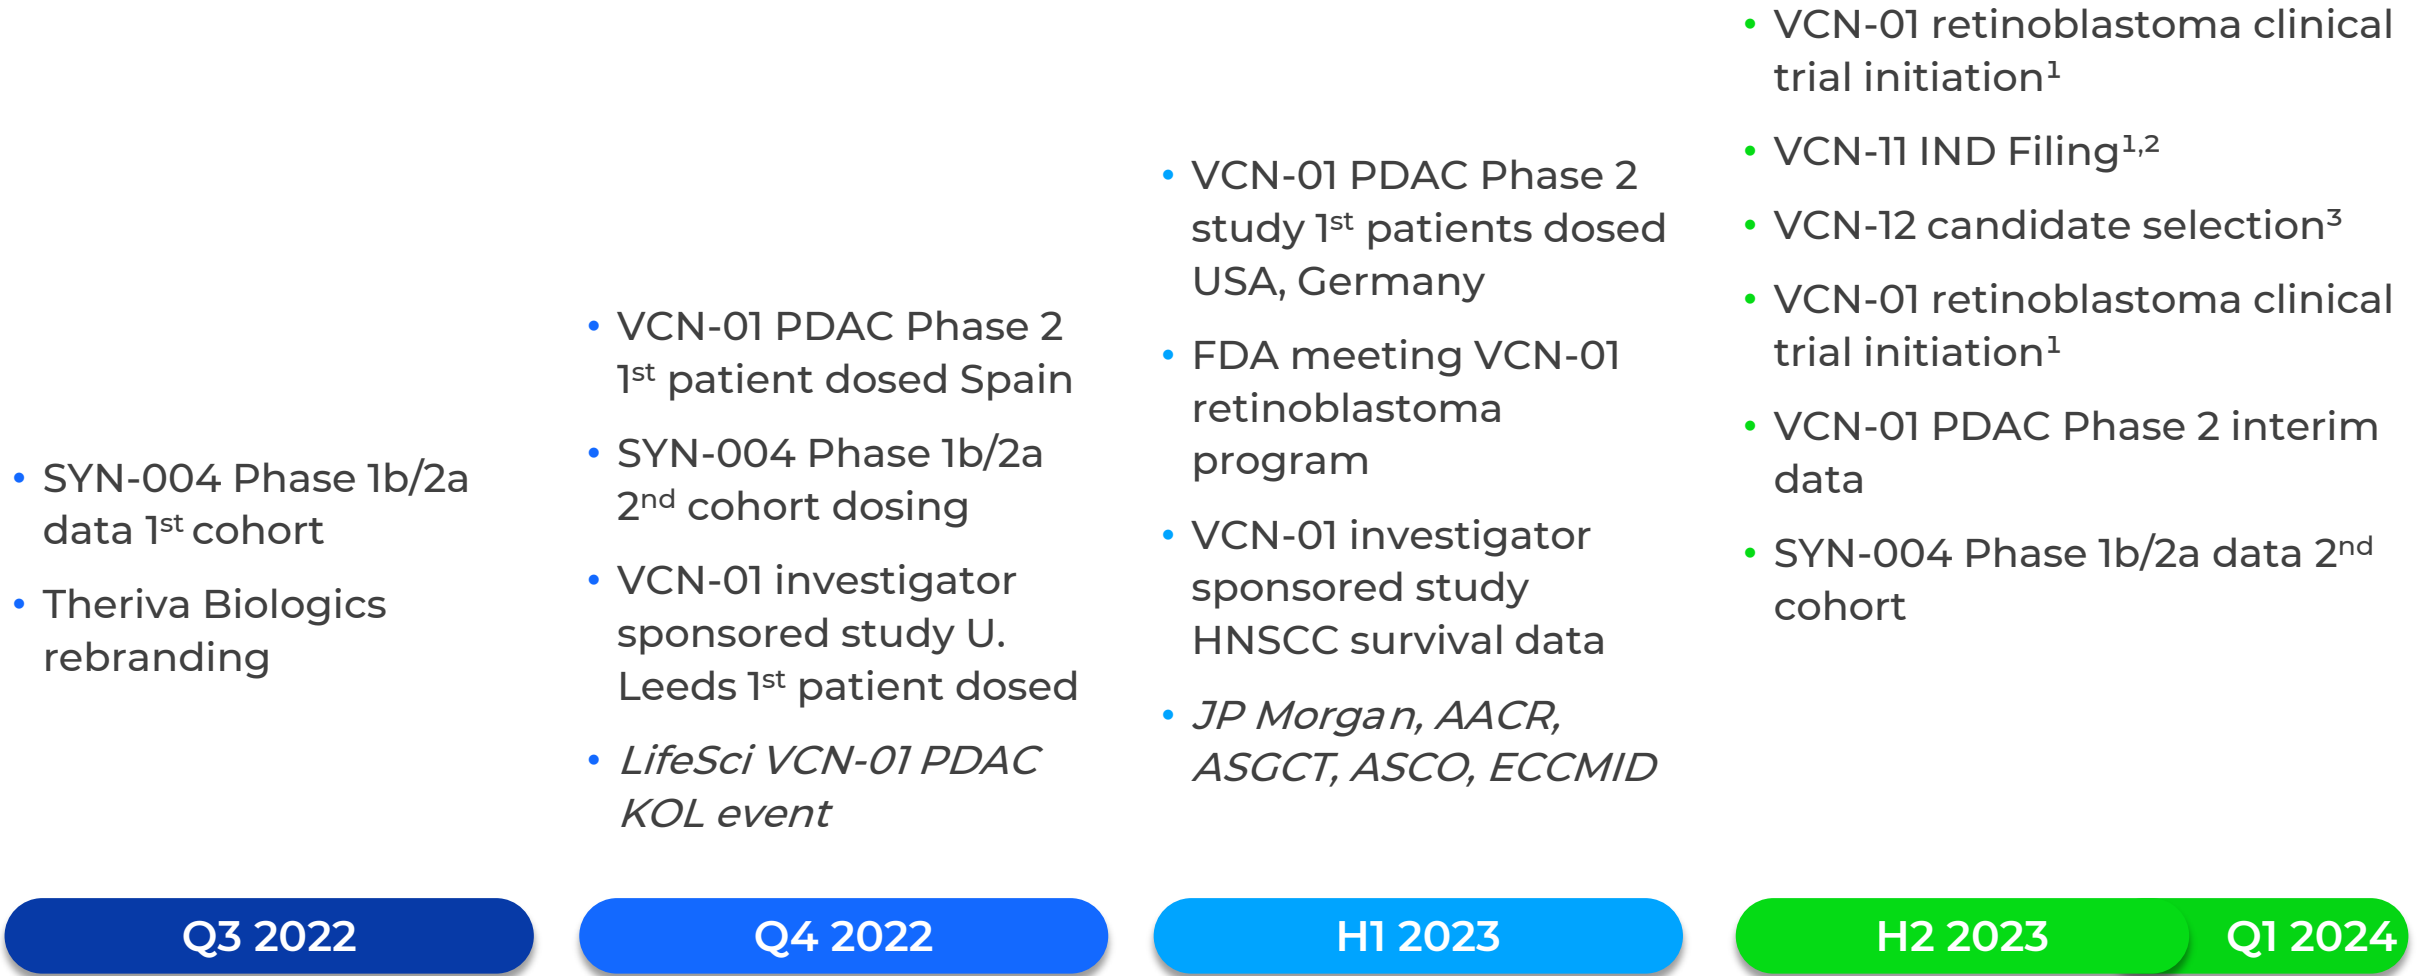 • SYN-004 Phase 1b/2a
data 1st cohort
• Theriva Biologics
rebranding
Q3 2022
• VCN-01 PDAC Phase 2
1st patient dosed Spain
• SYN-004 Phase 1b/2a
2nd cohort dosing
• VCN-01 investigator
sponsored study U.
Leeds 1st patient dosed
• LifeSci VCN-01 PDAC
KOL event
Q4 2022
• VCN-01 PDAC Phase 2
study 1st patients dosed
USA, Germany
• FDA meeting VCN-01
retinoblastoma
program
• VCN-01 investigator
sponsored study
HNSCC survival data
• JP Morgan, AACR,
ASGCT, ASCO, ECCMID
H1 2023
• VCN-01 retinoblastoma clinical
trial initiation¹
• VCN-11 IND Filing¹,²
• VCN-12 candidate selection³
• VCN-01 retinoblastoma clinical
trial initiation¹
• VCN-01 PDAC Phase 2 interim
data
• SYN-004 Phase 1b/2a data 2nd
cohort
H2 2023
Q1 2024